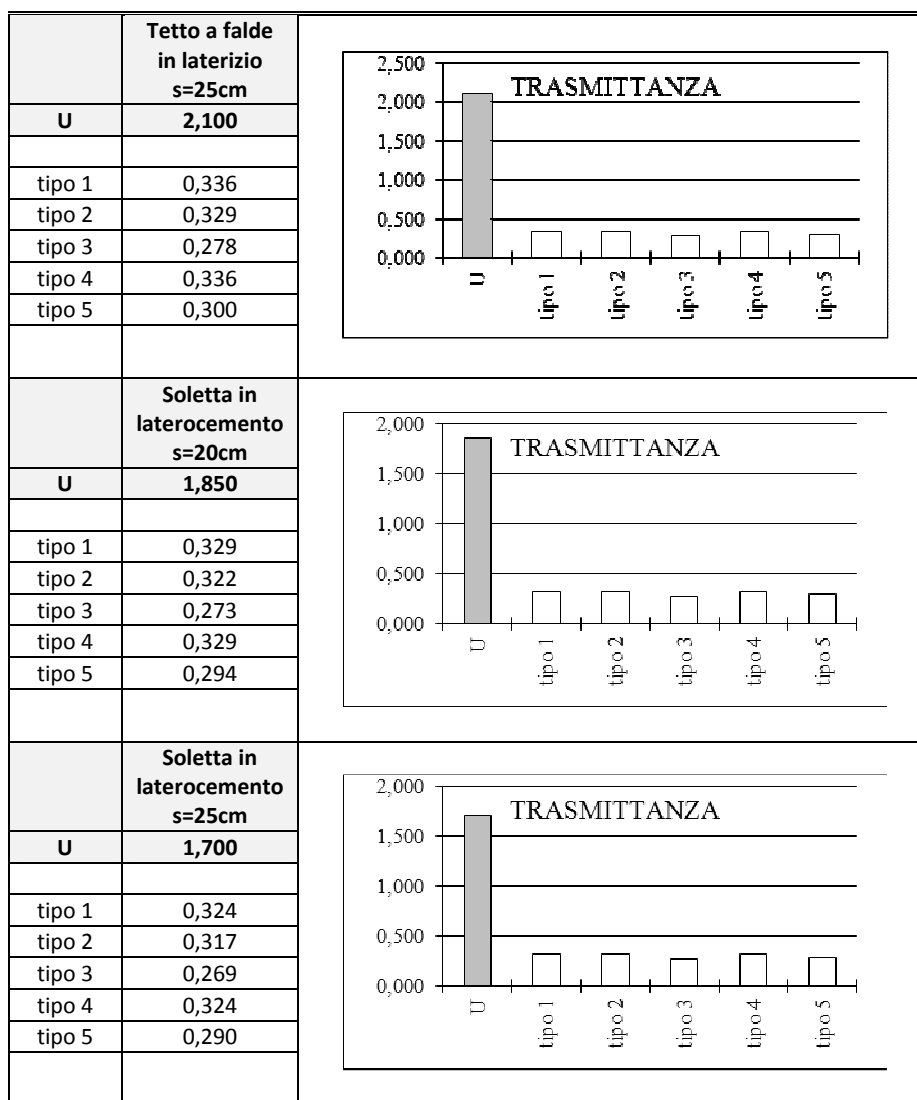 Tetto a falde
in laterizio
s=25cm
U 2,100
tipo 1 0,336
tipo 2 0,329
tipo 3 0,278
tipo 4 0,336
tipo 5 0,300
TRASMITTANZA
2,500
2,000
1,500
1,000
0,500
0,000
U tipo 1 tipo 2 tipo 3 tipo 4 tipo 5
Soletta in
laterocemento
s=20cm
U 1,850
tipo 1 0,329
tipo 2 0,322
tipo 3 0,273
tipo 4 0,329
tipo 5 0,294
TRASMITTANZA
2,000
1,500
1,000
0,500
0,000
U tipo 1 tipo 2 tipo 3 tipo 4 tipo 5
Soletta in
laterocemento
s=25cm
U 1,700
tipo 1 0,324
tipo 2 0,317
tipo 3 0,269
tipo 4 0,324
tipo 5 0,290
TRASMITTANZA
2,000
1,500
1,000
0,500
0,000
U tipo 1 tipo 2 tipo 3 tipo 4 tipo 5